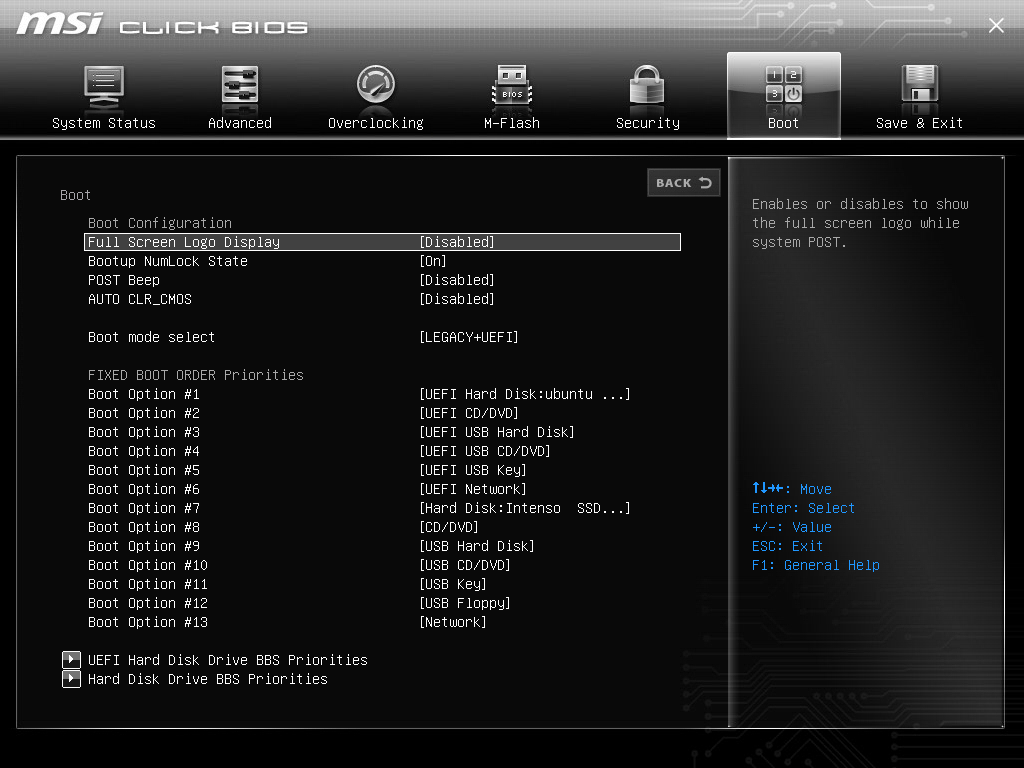 msi CLICK BIOS
System Status Advanced Overclocking M-Flash Security Boot Save & Exit
BIOS
1 2
3
BACK
Boot
Boot Configuration
Full Screen Logo Display [Disabled]
Bootup NumLock State [On]
POST Beep [Disabled]
AUTO CLR_CMOS [Disabled]
Boot mode select [LEGACY+UEFI]
FIXED BOOT ORDER Priorities
Boot Option #1 [UEFI Hard Disk:ubuntu ...]
Boot Option #2 [UEFI CD/DVD]
Boot Option #3 [UEFI USB Hard Disk]
Boot Option #4 [UEFI USB CD/DVD]
Boot Option #5 [UEFI USB Key]
Boot Option #6 [UEFI Network]
Boot Option #7 [Hard Disk:Intenso  SSD...]
Boot Option #8 [CD/DVD]
Boot Option #9 [USB Hard Disk]
Boot Option #10 [USB CD/DVD]
Boot Option #11 [USB Key]
Boot Option #12 [USB Floppy]
Boot Option #13 [Network]
UEFI Hard Disk Drive BBS Priorities
Hard Disk Drive BBS Priorities
Enables or disables to show
the full screen logo while
system POST.
↑↓→←: Move
Enter: Select
+/-: Value
ESC: Exit
F1: General Help